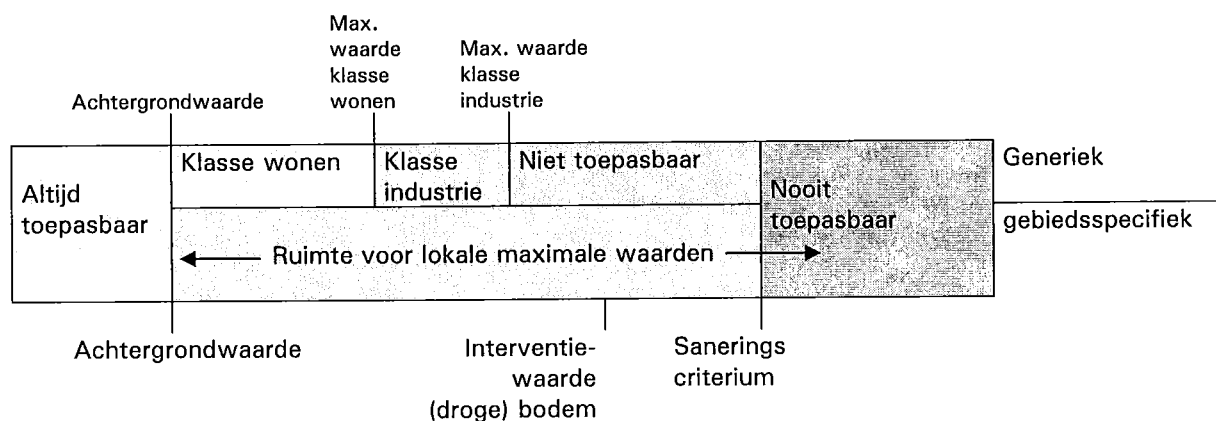 Max.
waarde
klasse
wonen
Max. waarde
klasse
industrie
Achtergrondwaarde
Altijd
toepasbaar
Klasse wonen
Klasse
industrie
Niet toepasbaar
Nooit
toepasbaar
Generiek
gebiedsspecifiek
Ruimte voor lokale maximale waarden
Achtergrondwaarde
Interventie-
waarde
(droge) bodem
Sanerings
criterium